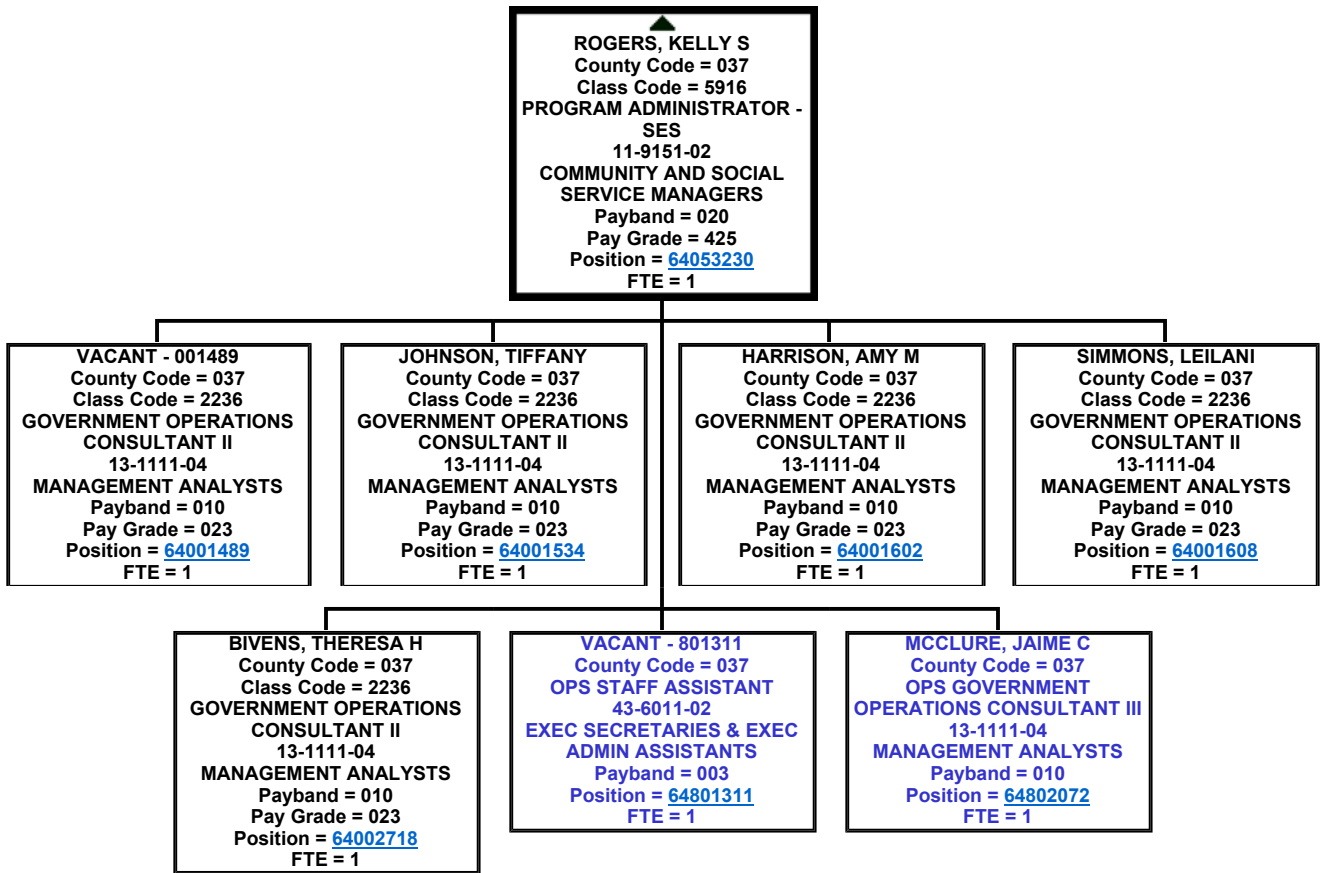 ROGERS, KELLY S
County Code = 037
Class Code = 5916
PROGRAM ADMINISTRATOR -
SES
11-9151-02
COMMUNITY AND SOCIAL
SERVICE MANAGERS
Payband = 020
Pay Grade = 425
Position = 64053230
FTE = 1
VACANT - 001489
County Code = 037
Class Code = 2236
GOVERNMENT OPERATIONS
CONSULTANT II
13-1111-04
MANAGEMENT ANALYSTS
Payband = 010
Pay Grade = 023
Position = 64001489
FTE = 1
JOHNSON, TIFFANY
County Code = 037
Class Code = 2236
GOVERNMENT OPERATIONS
CONSULTANT II
13-1111-04
MANAGEMENT ANALYSTS
Payband = 010
Pay Grade = 023
Position = 64001534
FTE = 1
HARRISON, AMY M
County Code = 037
Class Code = 2236
GOVERNMENT OPERATIONS
CONSULTANT II
13-1111-04
MANAGEMENT ANALYSTS
Payband = 010
Pay Grade = 023
Position = 64001602
FTE = 1
SIMMONS, LEILANI
County Code = 037
Class Code = 2236
GOVERNMENT OPERATIONS
CONSULTANT II
13-1111-04
MANAGEMENT ANALYSTS
Payband = 010
Pay Grade = 023
Position = 64001608
FTE = 1
BIVENS, THERESA H
County Code = 037
Class Code = 2236
GOVERNMENT OPERATIONS
CONSULTANT II
13-1111-04
MANAGEMENT ANALYSTS
Payband = 010
Pay Grade = 023
Position = 64002718
FTE = 1
VACANT - 801311
County Code = 037
OPS STAFF ASSISTANT
43-6011-02
EXEC SECRETARIES & EXEC
ADMIN ASSISTANTS
Payband = 003
Position = 64801311
FTE = 1
MCCLURE, JAIME C
County Code = 037
OPS GOVERNMENT
OPERATIONS CONSULTANT III
13-1111-04
MANAGEMENT ANALYSTS
Payband = 010
Position = 64802072
FTE = 1